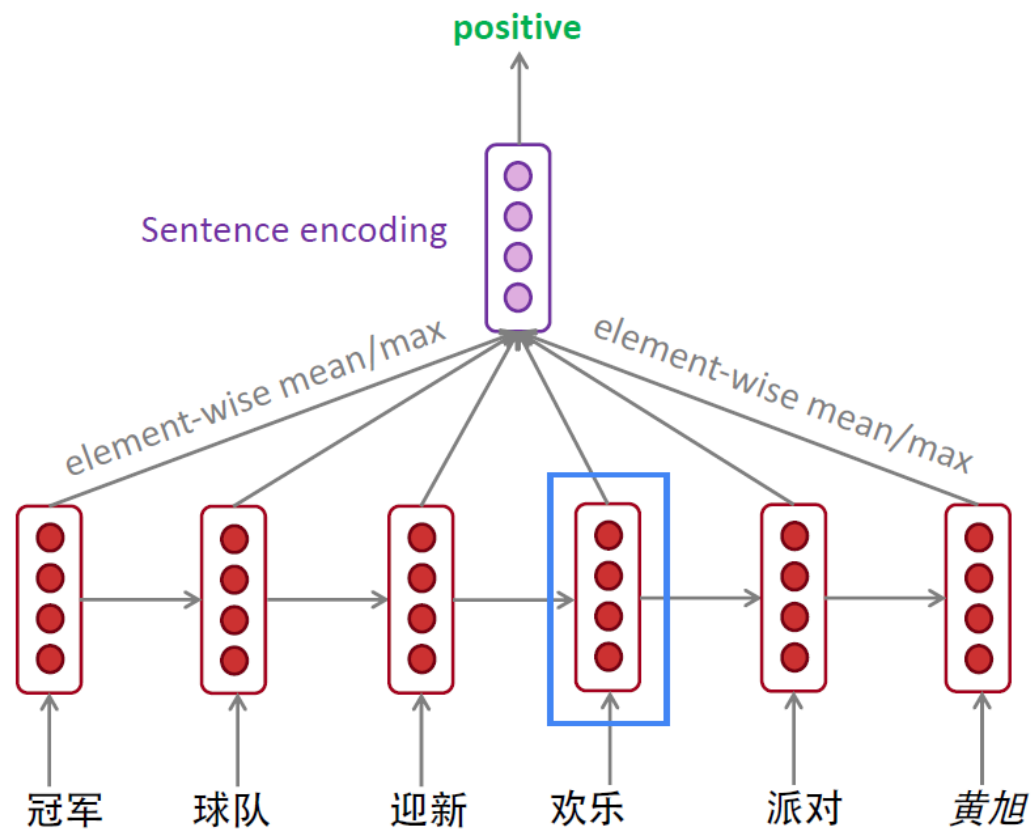 positive
Sentence encoding
element-wise mean/max
element-wise mean/max
冠军 球队 迎新 欢乐 派对 黄旭